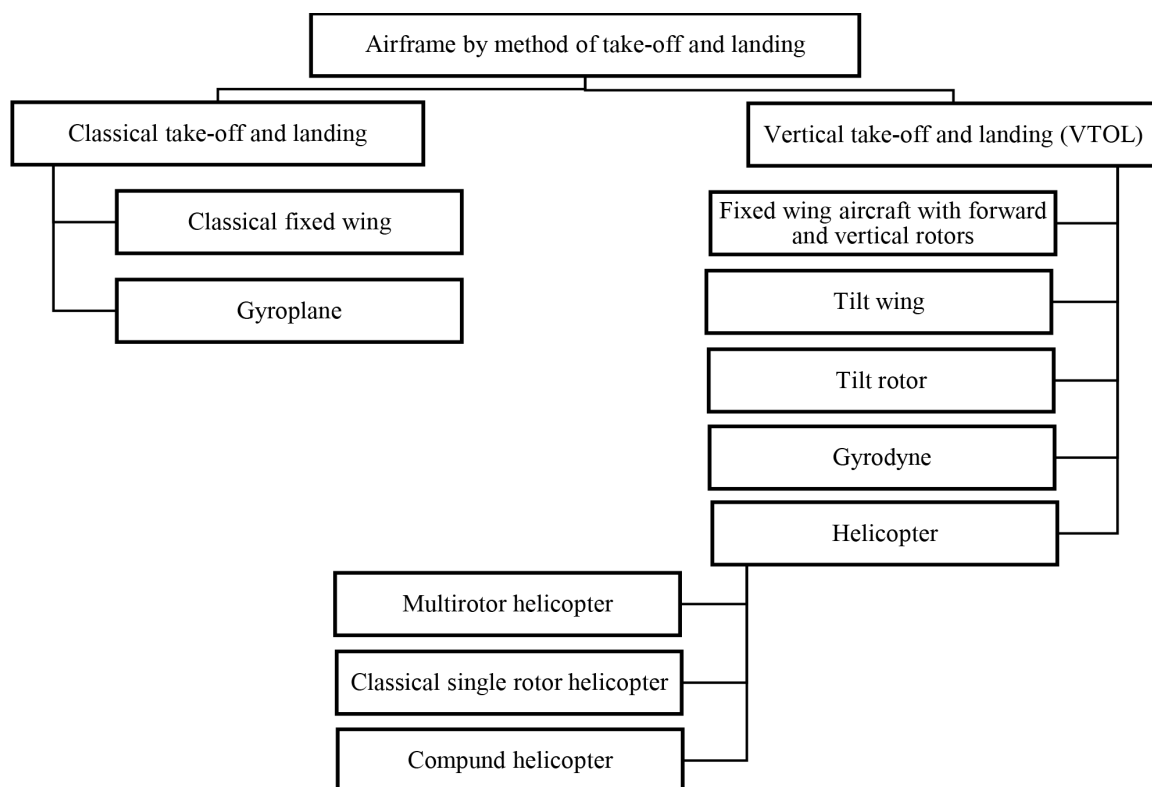 Airframe by method of take-off and landing
Classical take-off and landing
Vertical take-off and landing (VTOL)
Classical fixed wing
Gyroplane
Fixed wing aircraft with forward
and vertical rotors
Tilt wing
Tilt rotor
Gyrodyne
Helicopter
Multirotor helicopter
Classical single rotor helicopter
Compund helicopter